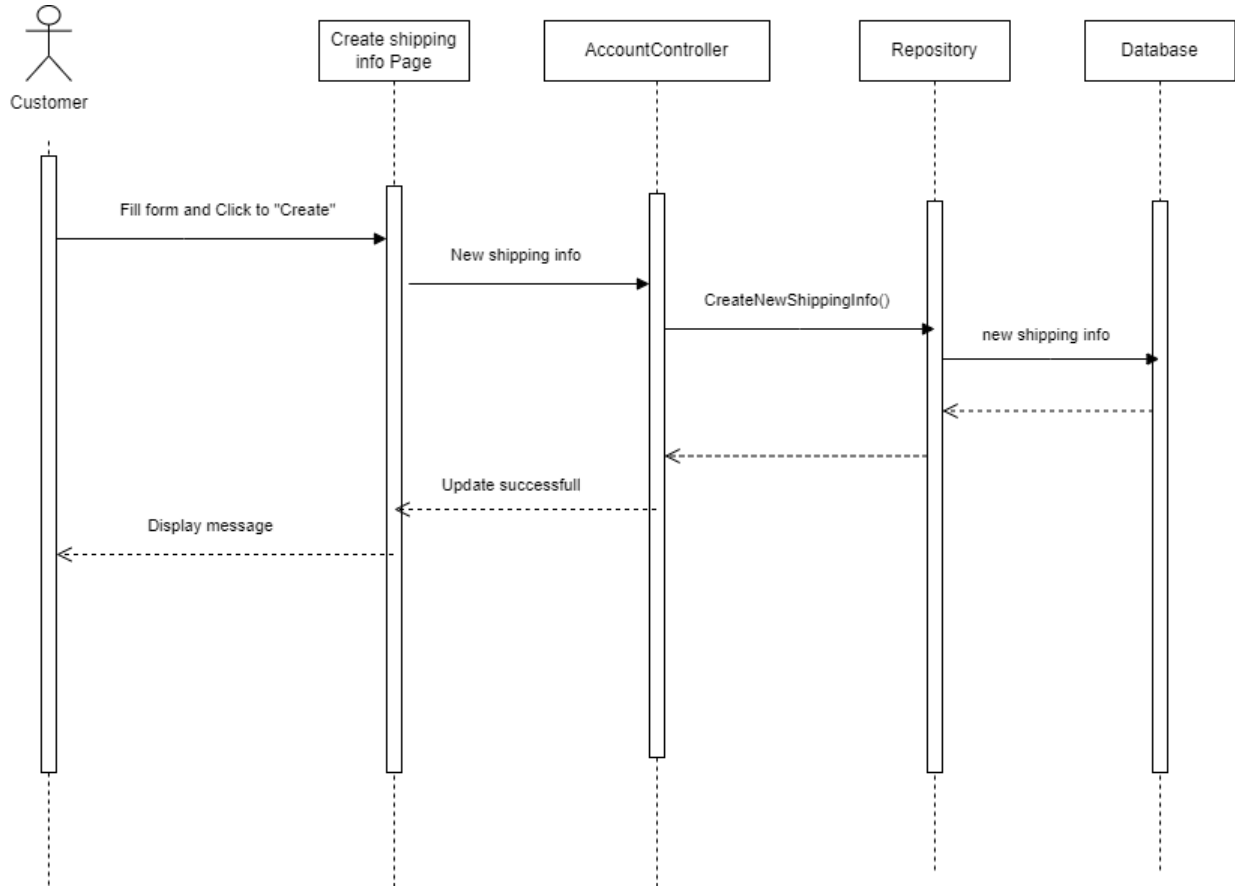 Create shipping
info Page
AccountController
Repository
Database
Customer
Fill form and Click to "Create"
New shipping info
CreateNewShippingInfo()
new shipping info
Update successfull
Display message